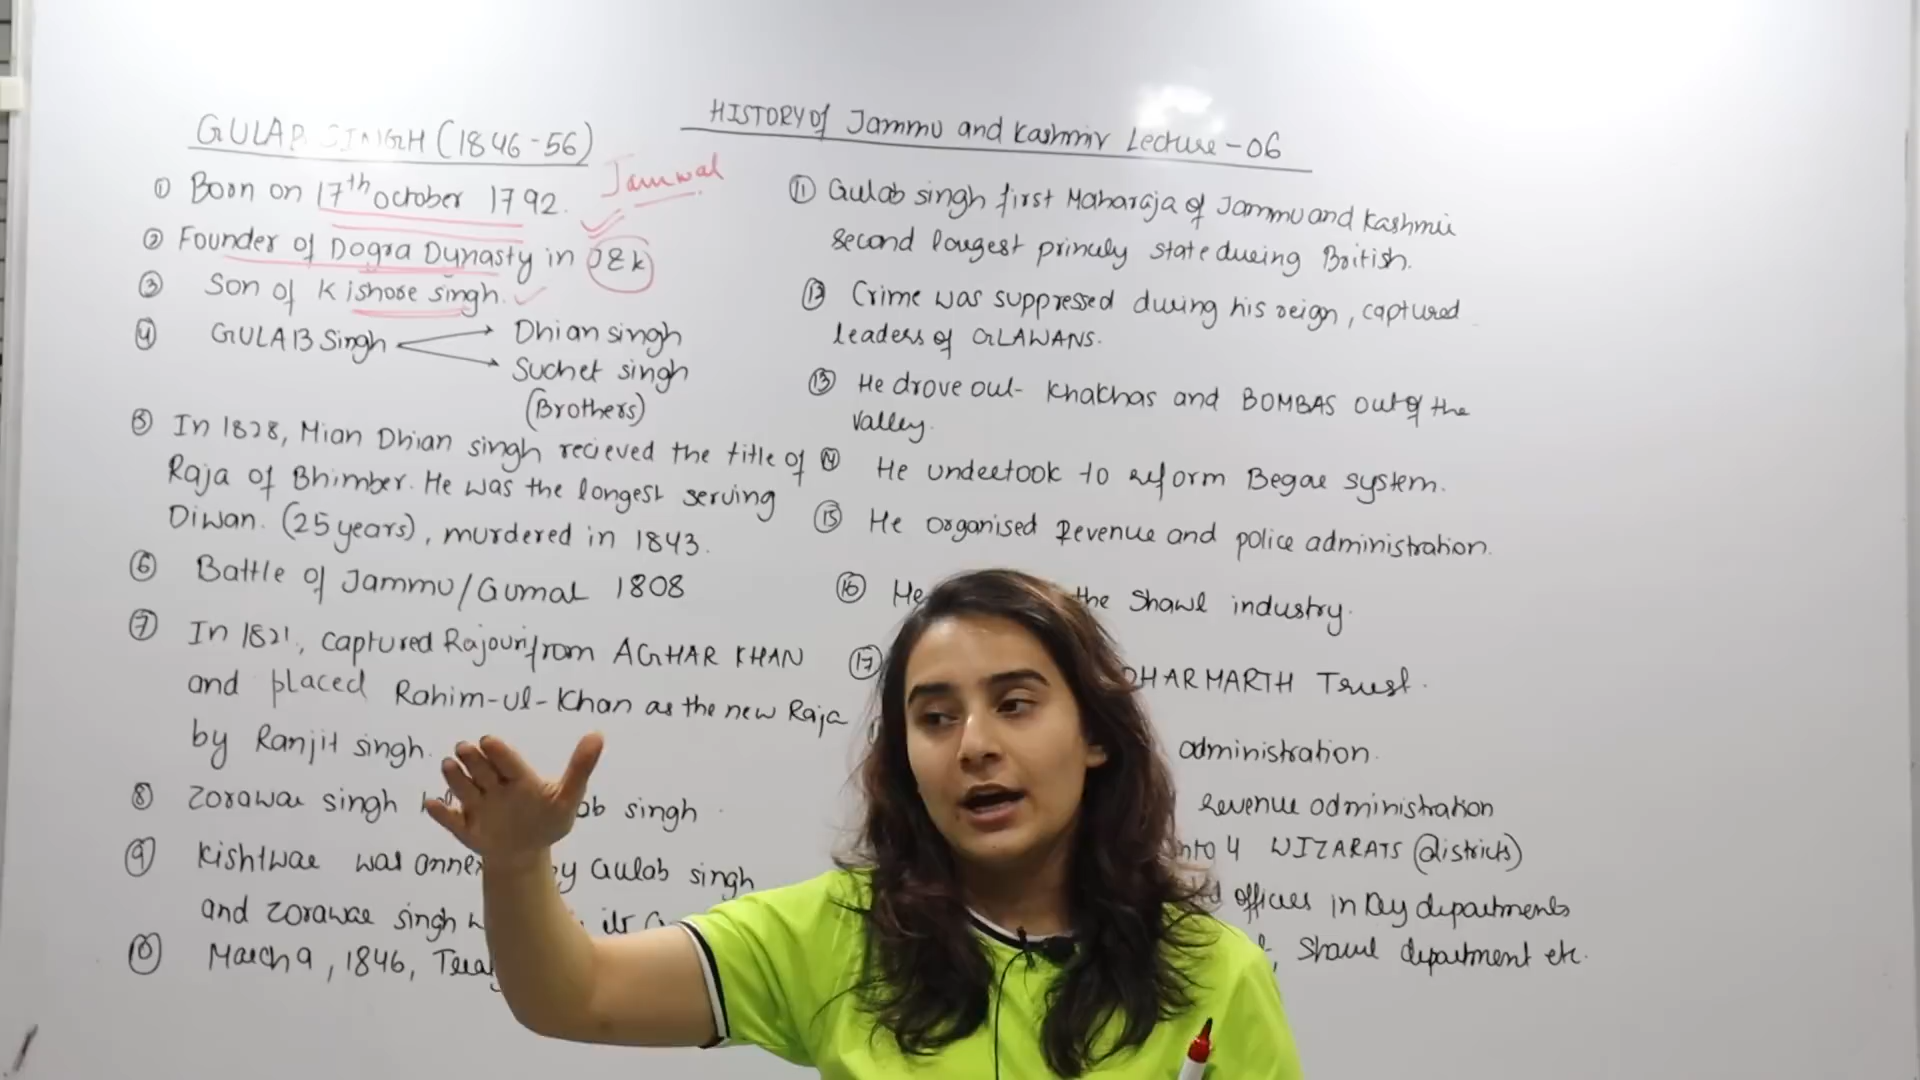 HISTORY of Jammu and Kashmir Lecture - 06
GULAB SINGH (1846-56)
Jamwal
① Born on 17th october 1792.
② Founder of Dogra Dynasty in J&K
③ Son of Kishore singh.
④ GULAB Singh
Dhian singh
Suchet singh
(Brothers)
⑤ In 1828, Mian Dhian singh recieved the title of
Raja of Bhimber. He was the longest serving
Diwan. (25 years), murdered in 1843.
⑥ Battle of Jammu/Gumat 1808
⑦ In 1821, captured Rajouri from AGHAR KHAN
and placed Rahim-ul-Khan as the new Raja
by Ranjit singh.
⑧ Zorawar singh singh
⑨ Kishtwar was by Gulab singh
and Zorawar singh
⑩ March 9, 1846,
⑪ Gulab singh first Maharaja of Jammu and Kashmir
second largest princely state during British.
⑫ Crime was suppressed during his reign, captured
leaders of GLAWANS.
⑬ He drove out Khakhas and BOMBAS out of the
valley.
⑭ He undertook to reform Begar system.
⑮ He organised Revenue and police administration.
⑯ He the Shawl industry.
⑰ DHARMARTH Trust.
administration.
Revenue administration
into 4 WIZARATS (districts)
offices in key departments
Shawl department etc.